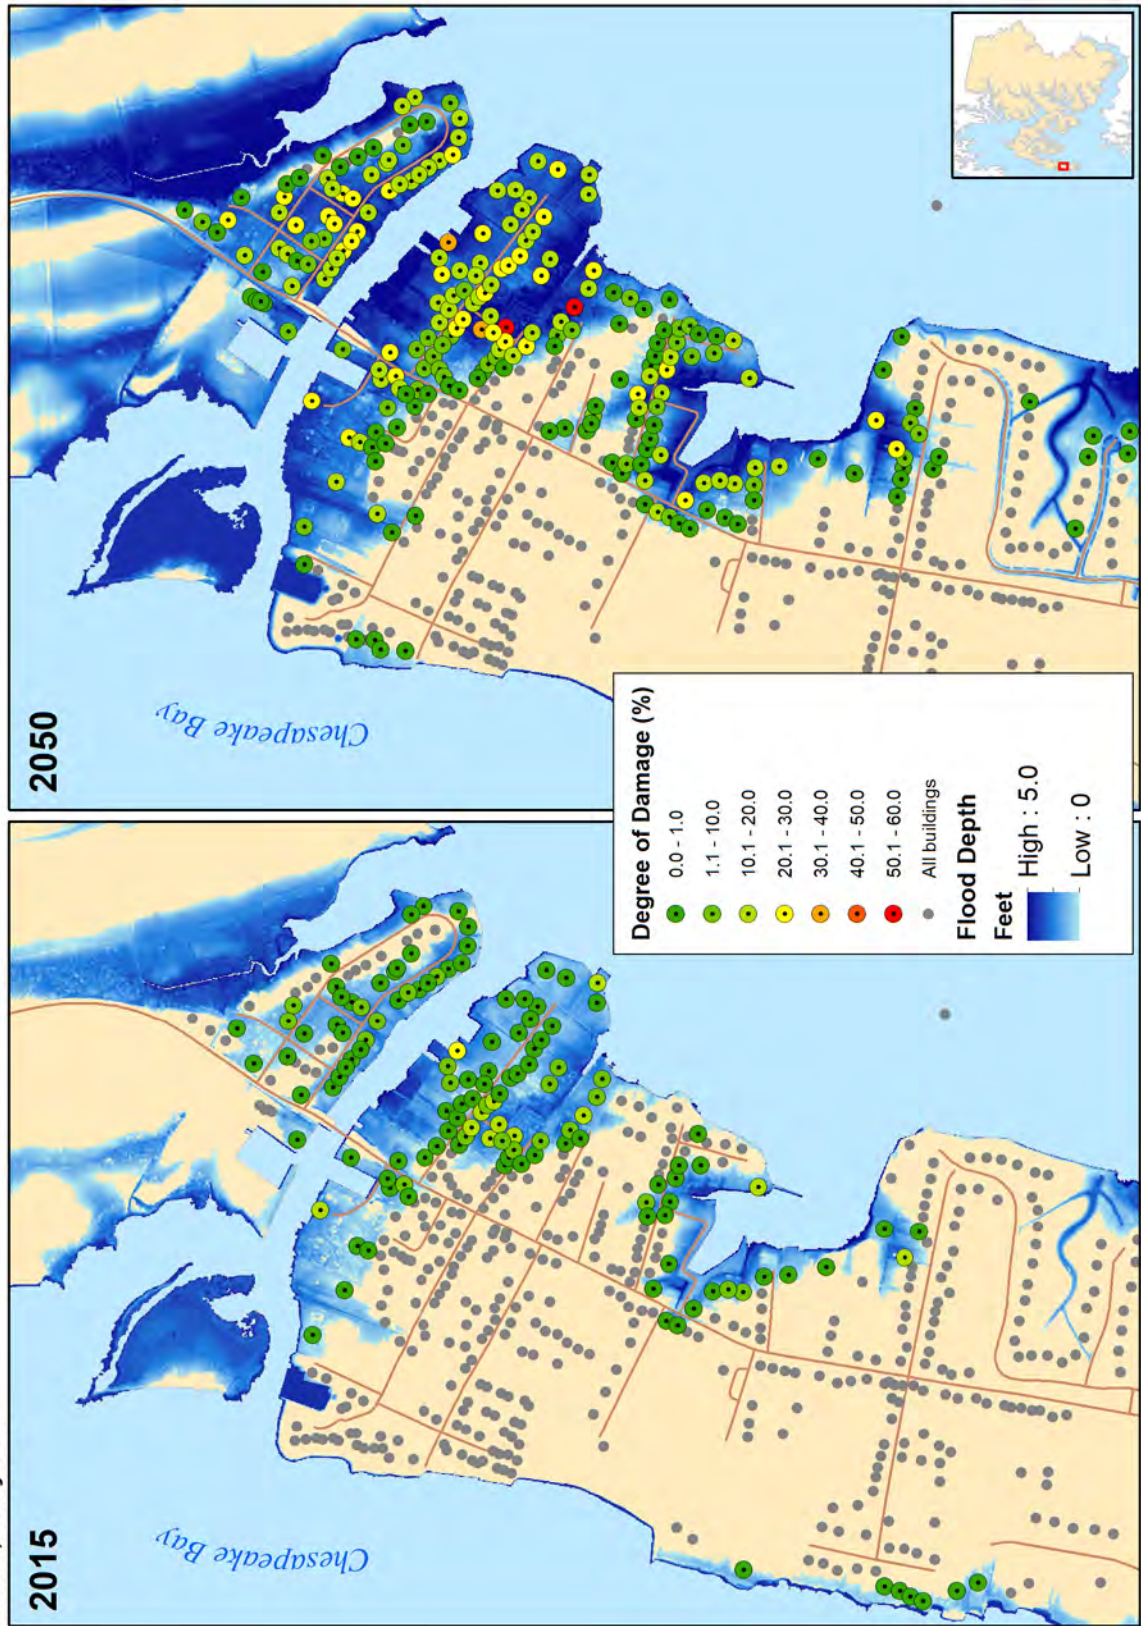 2015
Chesapeake
Bay
2050
Chesapeake
Bay
Degree of Damage (%)
0.0 - 1.0
1.1 - 10.0
10.1 - 20.0
20.1 - 30.0
30.1 - 40.0
40.1 - 50.0
50.1 - 60.0
All buildings
Flood Depth
Feet
High : 5.0
Low : 0